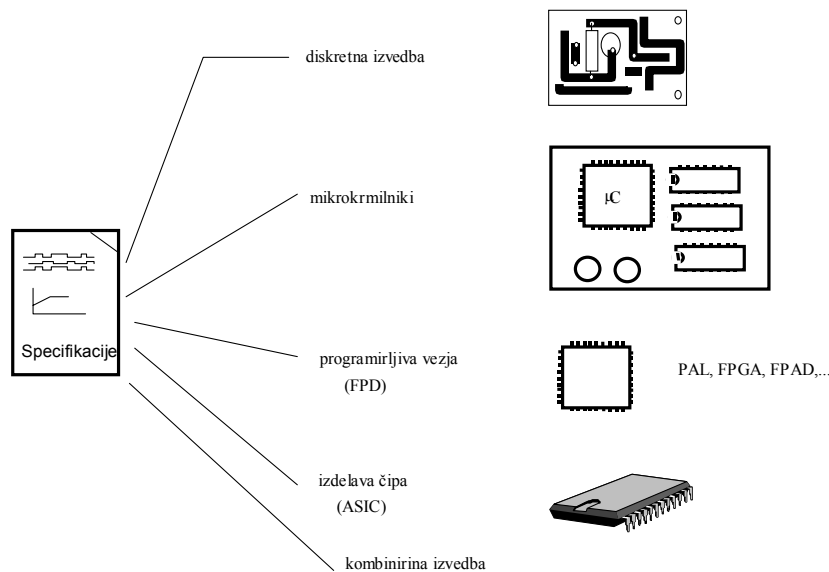 diskretna izvedba
mikrokrmilniki
µC
Specifikacije
programirljiva vezja
(FPD)
PAL, FPGA, FPAD,...
izdelava čipa
(ASIC)
kombinirina izvedba